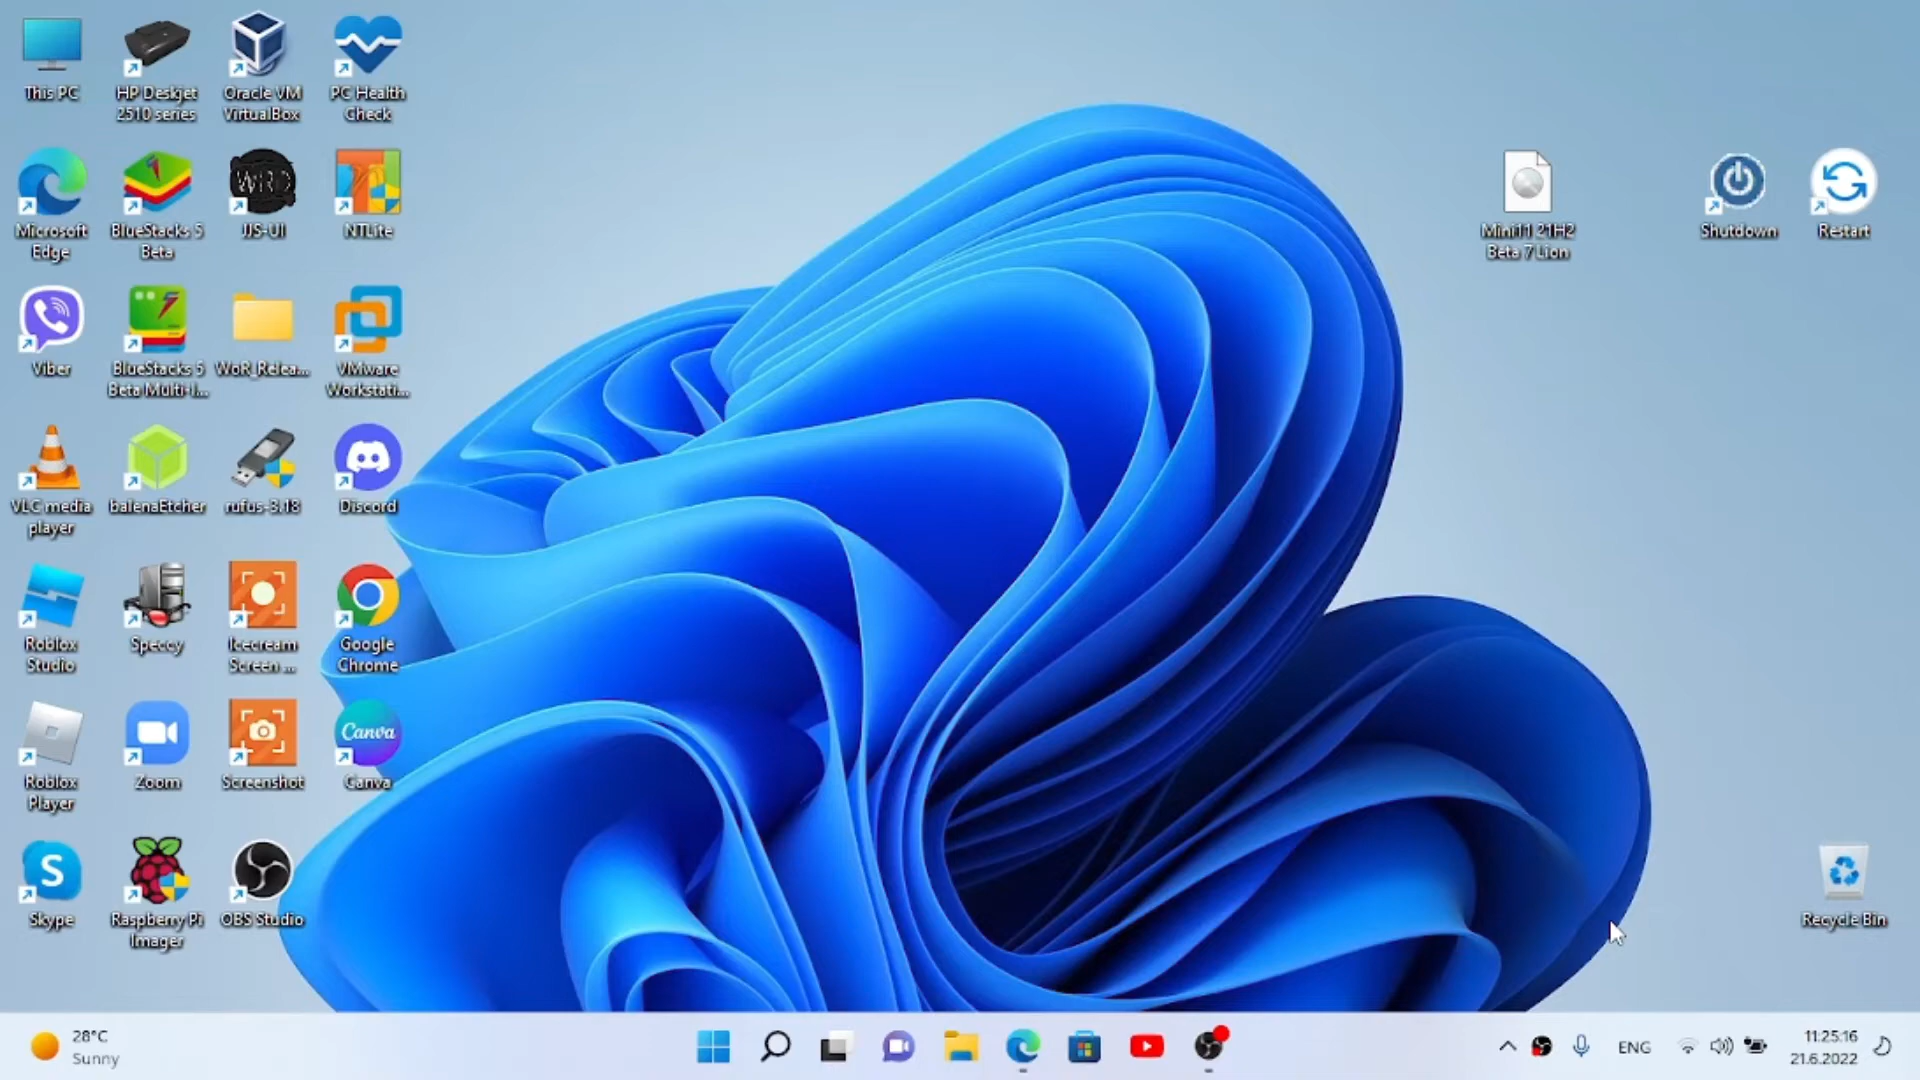 This PC
HP Deskjet
2510 series
Oracle VM
VirtualBox
PC Health
Check
Microsoft
Edge
BlueStacks 5
Beta
WRD
JJS-UI
NTLite
Mini11 21H2
Beta 7 Lion
Shutdown
Restart
Viber
BlueStacks 5
Beta Multi-I...
WoR_Relea...
VMware
Workstati...
VLC media
player
balenaEtcher
rufus-3.18
Discord
Roblox
Studio
Speccy
Icecream
Screen ...
Google
Chrome
Roblox
Player
Zoom
Screenshot
Canva
Canva
S
Skype
Raspberry Pi
Imager
OBS Studio
Recycle Bin
28°C
Sunny
ENG
11:25:16
21.6.2022